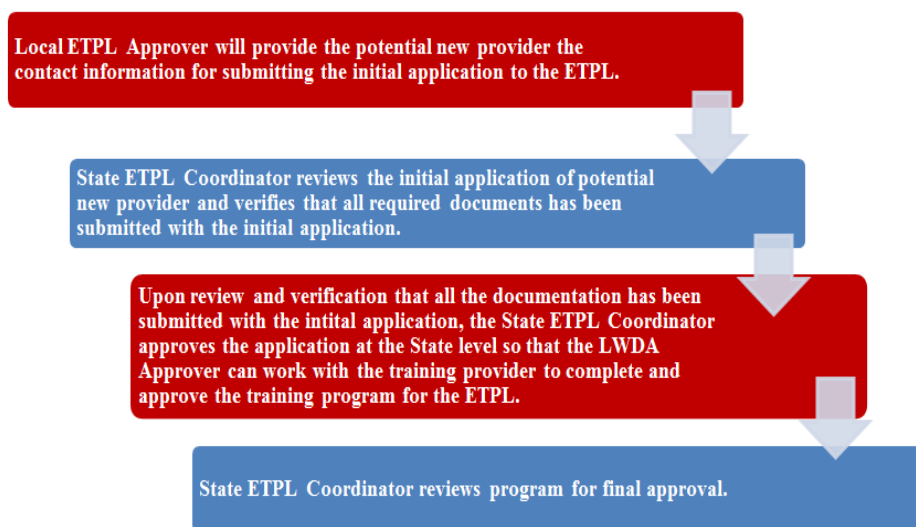 Local ETPL Approver will provide the potential new provider the
contact information for submitting the initial application to the ETPL.
State ETPL Coordinator reviews the initial application of potential
new provider and verifies that all required documents has been
submitted with the initial application.
Upon review and verification that all the documentation has been
submitted with the intital application, the State ETPL Coordinator
approves the application at the State level so that the LWDA
Approver can work with the training provider to complete and
approve the training program for the ETPL.
State ETPL Coordinator reviews program for final approval.